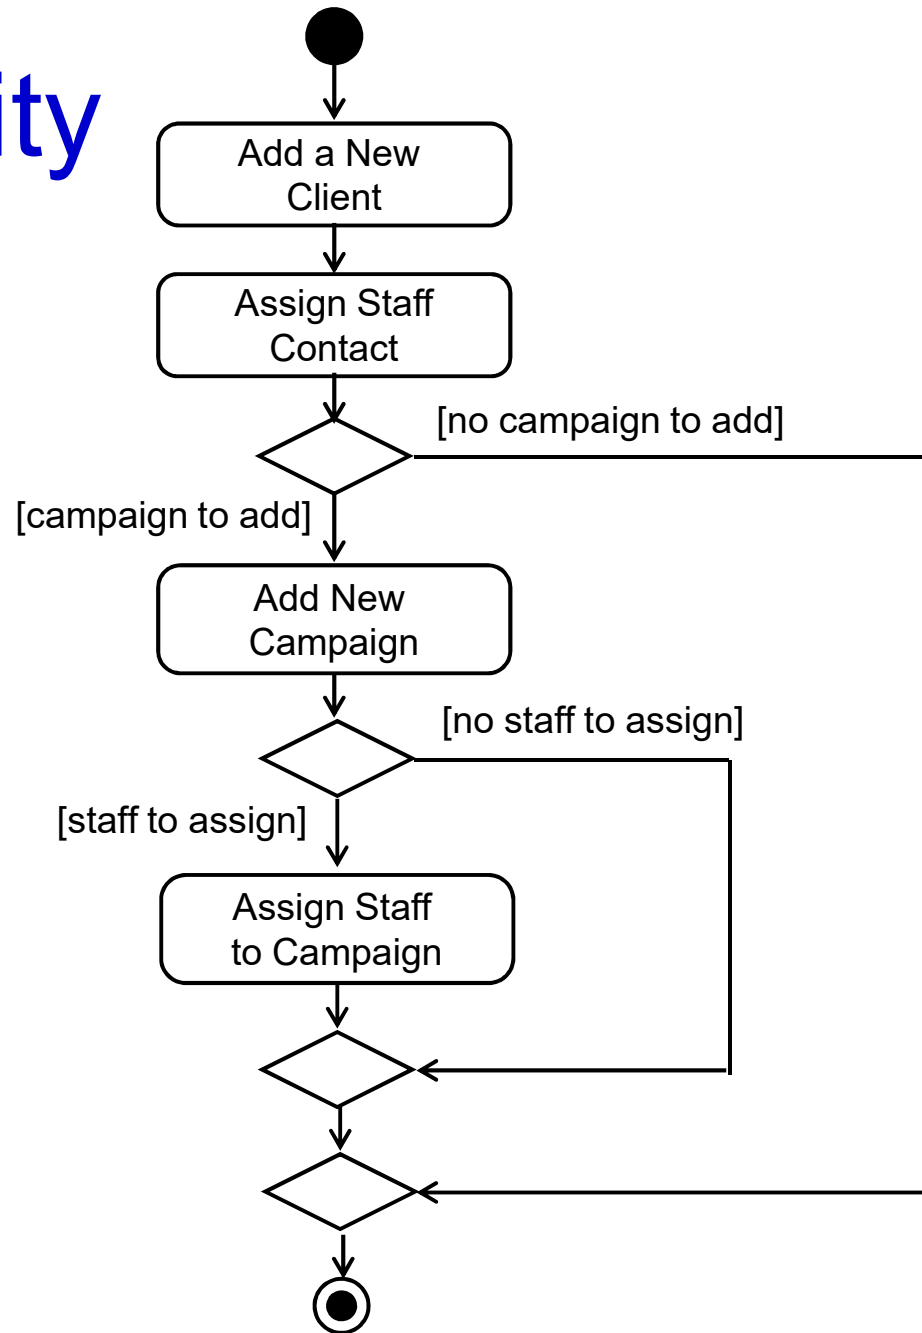 ity
Add a New
Client
Assign Staff
Contact
[no campaign to add]
[campaign to add]
Add New
Campaign
[no staff to assign]
[staff to assign]
Assign Staff
to Campaign